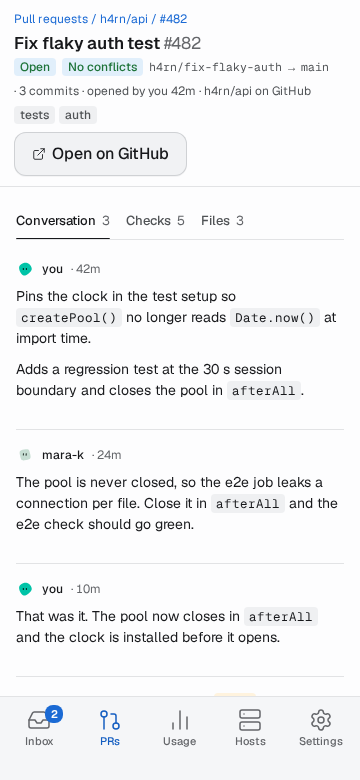 Pull requests / h4rn/api / #482
Fix flaky auth test #482
Open No conflicts h4rn/fix-flaky-auth → main
· 3 commits · opened by you 42m · h4rn/api on GitHub
tests auth
Open on GitHub
Conversation 3 Checks 5 Files 3
you · 42m
Pins the clock in the test setup so
createPool() no longer reads Date.now() at
import time.
Adds a regression test at the 30 s session
boundary and closes the pool in afterAll.
mara-k · 24m
The pool is never closed, so the e2e job leaks a
connection per file. Close it in afterAll and the
e2e check should go green.
you · 10m
That was it. The pool now closes in afterAll
and the clock is installed before it opens.
2
Inbox PRs Usage Hosts Settings